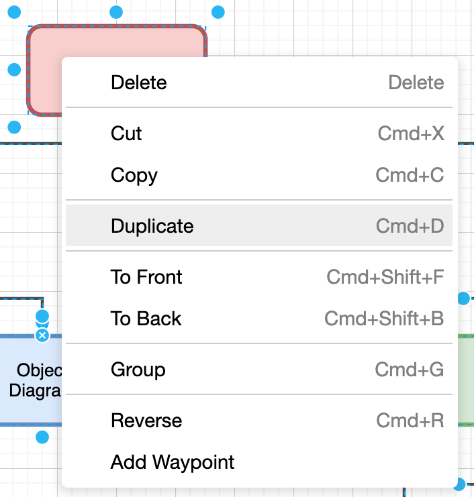 Delete Delete
Cut Cmd+X
Copy Cmd+C
Duplicate Cmd+D
To Front Cmd+Shift+F
To Back Cmd+Shift+B
Group Cmd+G
Reverse Cmd+R
Add Waypoint
Objec
Diagra